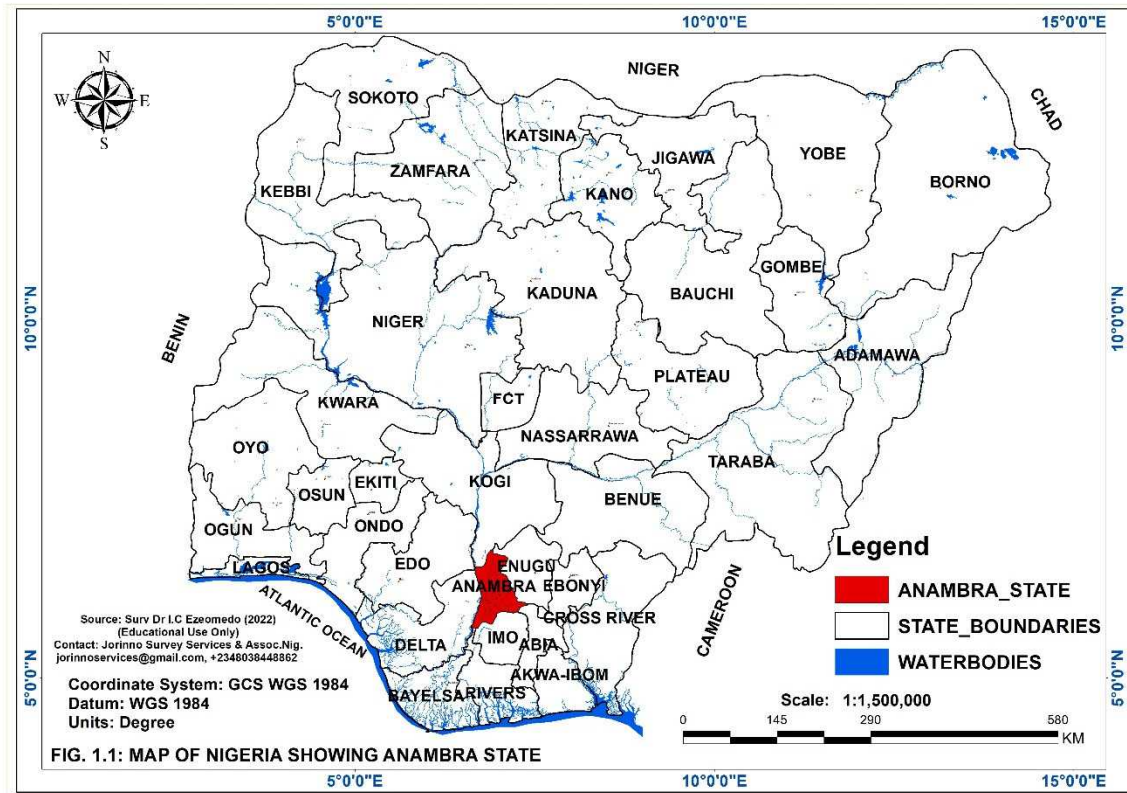 5°0'0"E 10°0'0"E 15°0'0"E
N
W E
S
NIGER
CHAD
SOKOTO
KATSINA
JIGAWA
YOBE
ZAMFARA
KEBBI
KANO
BORNO
GOMBE
KADUNA
BAUCHI
NIGER
10°0'0"N
10°0'0"N
BENIN
ADAMAWA
PLATEAU
FCT
KWARA
NASSARRAWA
OYO
TARABA
KOGI
EKITI
OSUN
BENUE
OGUN
ONDO
EDO
ENUGU
LAGOS
ANAMBRA
EBONYI
CROSS RIVER
CAMEROON
ATLANTIC OCEAN
IMO
ABIA
DELTA
AKWA-IBOM
BAYELSA
RIVERS
Legend
ANAMBRA_STATE
STATE_BOUNDARIES
WATERBODIES
Source: Surv Dr I.C Ezeomedo (2022)
(Educational Use Only)
Contact: Jorinno Survey Services & Assoc.Nig.
jorinnoservices@gmail.com, +2348038448862
5°0'0"N
5°0'0"N
Coordinate System: GCS WGS 1984
Datum: WGS 1984
Units: Degree
Scale: 1:1,500,000
0 145 290 580
KM
FIG. 1.1: MAP OF NIGERIA SHOWING ANAMBRA STATE
5°0'0"E 10°0'0"E 15°0'0"E